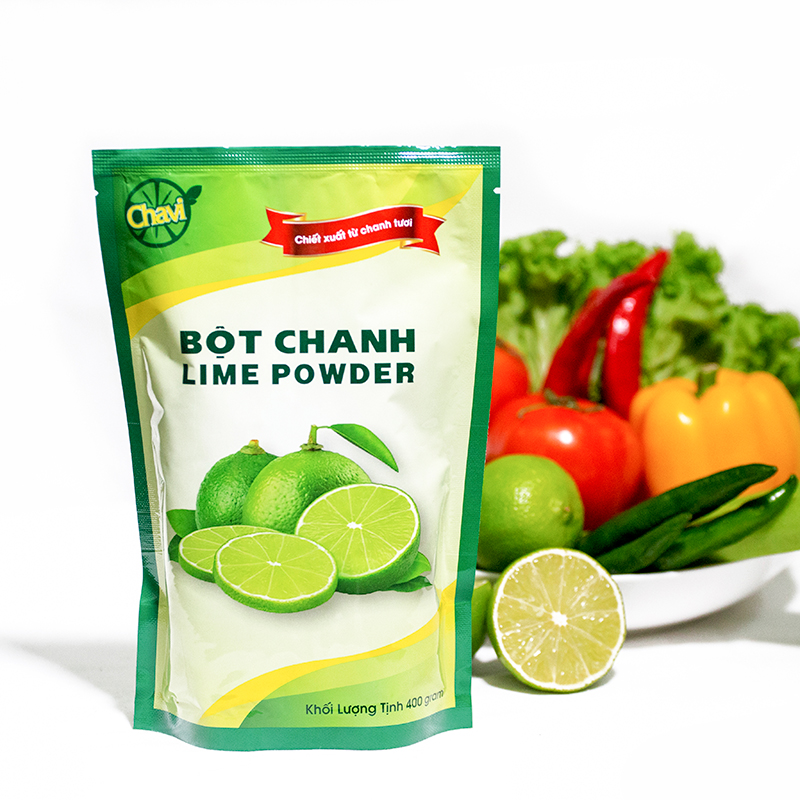 Chavi
Chiết xuất từ chanh tươi
BỘT CHANH
LIME POWDER
Khối Lượng Tịnh 400 gram